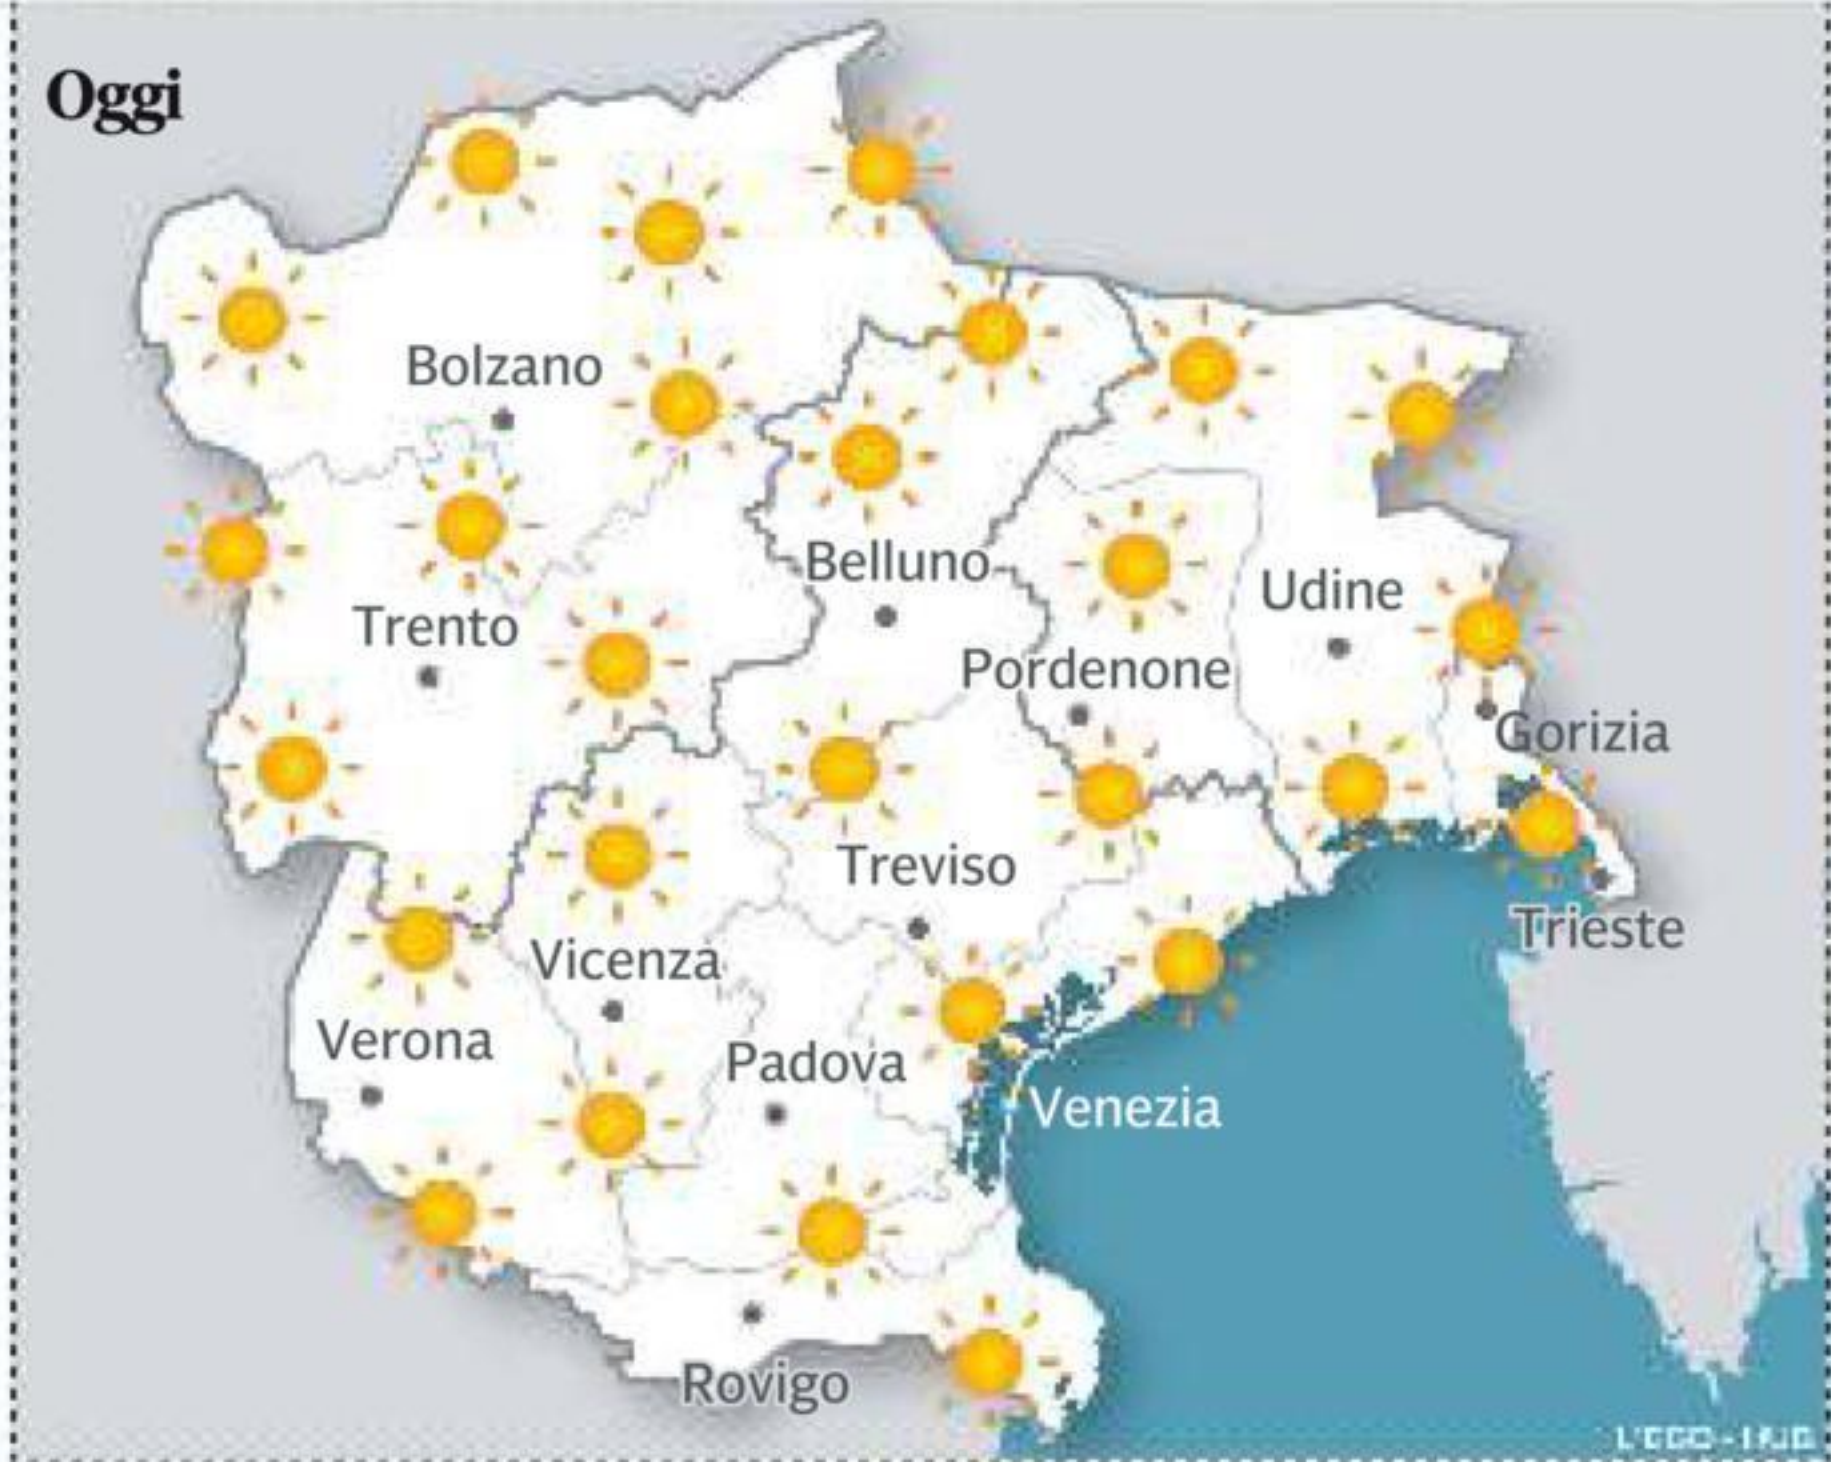 Oggi
Bolzano
Belluno
Trento
Udine
Pordenone
Gorizia
Treviso
Trieste
Vicenza
Verona
Padova
Venezia
Rovigo